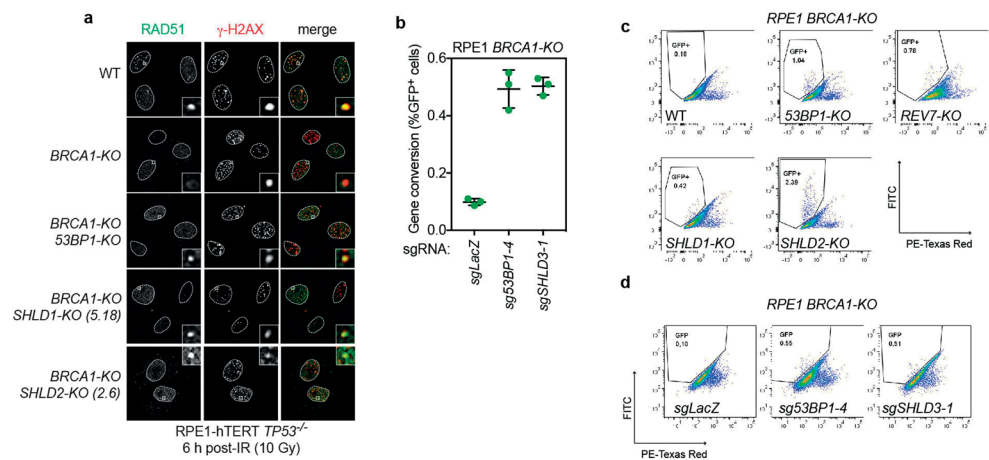 a
RAD51 γ-H2AX merge
WT
BRCA1-KO
BRCA1-KO
53BP1-KO
BRCA1-KO
SHLD1-KO (5.18)
BRCA1-KO
SHLD2-KO (2.6)
RPE1-hTERT TP53-/-
6 h post-IR (10 Gy)
b
RPE1 BRCA1-KO
Gene conversion (%GFP+ cells)
0.6
0.4
0.2
0.0
sgRNA:
sgLacZ
sg53BP1-4
sgSHLD3-1
c
RPE1 BRCA1-KO
GFP+
0.18
WT
GFP+
1.04
53BP1-KO
GFP+
0.78
REV7-KO
GFP+
0.42
SHLD1-KO
GFP+
2.39
SHLD2-KO
FITC
PE-Texas Red
d
RPE1 BRCA1-KO
GFP
0,10
sgLacZ
GFP
0.55
sg53BP1-4
GFP
0,51
sgSHLD3-1
FITC
PE-Texas Red